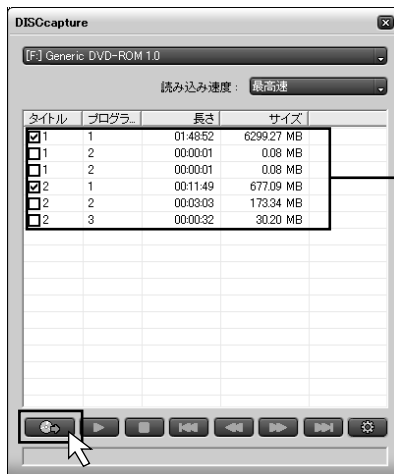 DISCcapture
[F:] Generic DVD-ROM 1.0
読み込み速度： 最高速
タイトル プログラ... 長さ サイズ
1 1 01:48:52 6299.27 MB
1 2 00:00:01 0.08 MB
1 2 00:00:01 0.08 MB
2 1 00:11:49 677.09 MB
2 2 00:03:03 173.34 MB
2 3 00:00:32 30.20 MB